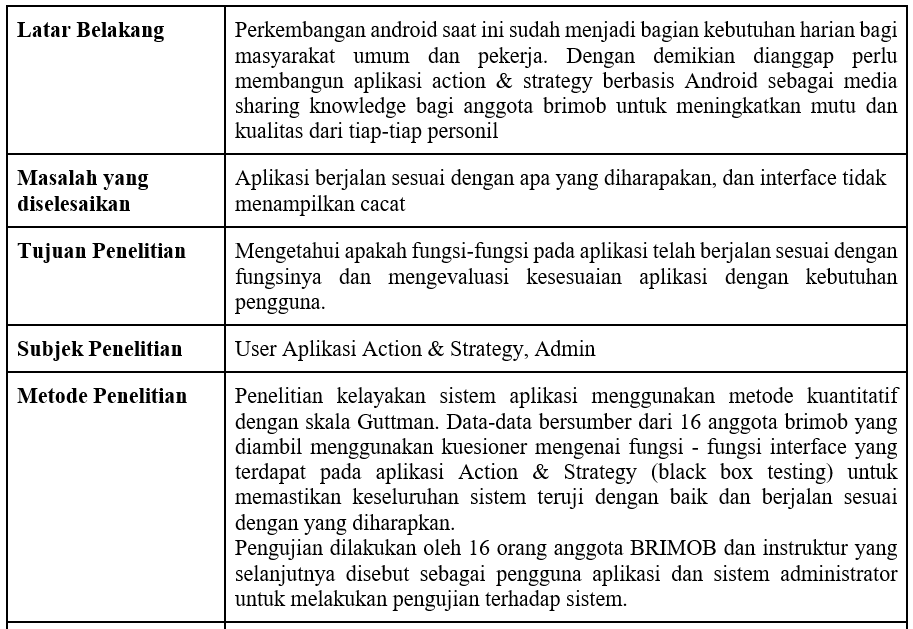 Latar Belakang
Perkembangan android saat ini sudah menjadi bagian kebutuhan harian bagi
masyarakat umum dan pekerja. Dengan demikian dianggap perlu
membangun aplikasi action & strategy berbasis Android sebagai media
sharing knowledge bagi anggota brimob untuk meningkatkan mutu dan
kualitas dari tiap-tiap personil
Masalah yang
diselesaikan
Aplikasi berjalan sesuai dengan apa yang diharapakan, dan interface tidak
menampilkan cacat
Tujuan Penelitian
Mengetahui apakah fungsi-fungsi pada aplikasi telah berjalan sesuai dengan
fungsinya dan mengevaluasi kesesuaian aplikasi dengan kebutuhan
pengguna.
Subjek Penelitian
User Aplikasi Action & Strategy, Admin
Metode Penelitian
Penelitian kelayakan sistem aplikasi menggunakan metode kuantitatif
dengan skala Guttman. Data-data bersumber dari 16 anggota brimob yang
diambil menggunakan kuesioner mengenai fungsi - fungsi interface yang
terdapat pada aplikasi Action & Strategy (black box testing) untuk
memastikan keseluruhan sistem teruji dengan baik dan berjalan sesuai
dengan yang diharapkan.
Pengujian dilakukan oleh 16 orang anggota BRIMOB dan instruktur yang
selanjutnya disebut sebagai pengguna aplikasi dan sistem administrator
untuk melakukan pengujian terhadap sistem.